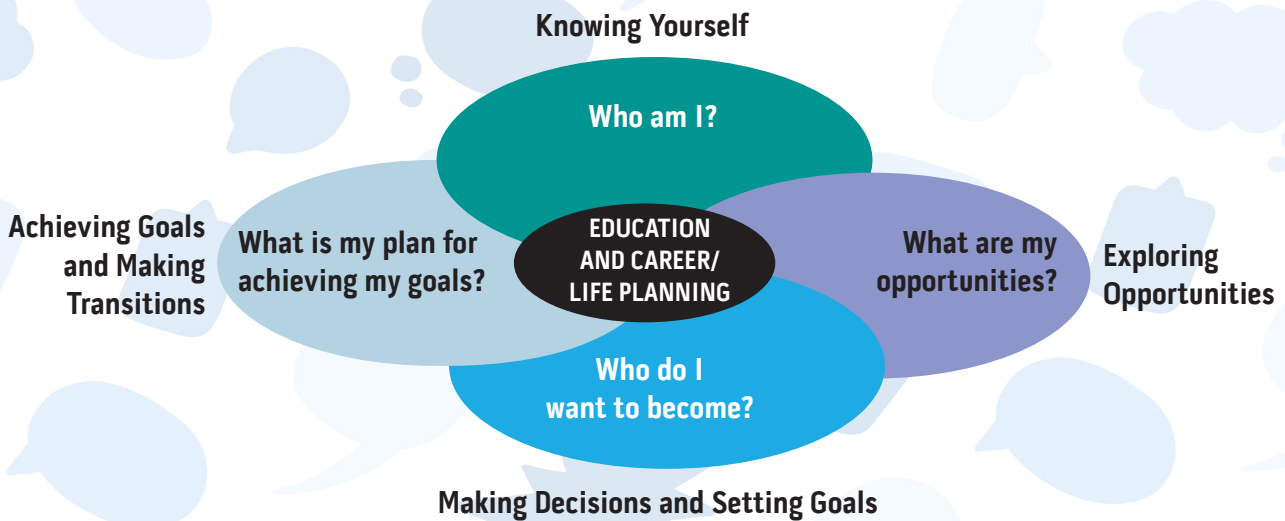 Knowing Yourself
Who am I?
Achieving Goals
and Making
Transitions
What is my plan for
achieving my goals?
EDUCATION
AND CAREER/
LIFE PLANNING
What are my
opportunities?
Exploring
Opportunities
Who do I
want to become?
Making Decisions and Setting Goals